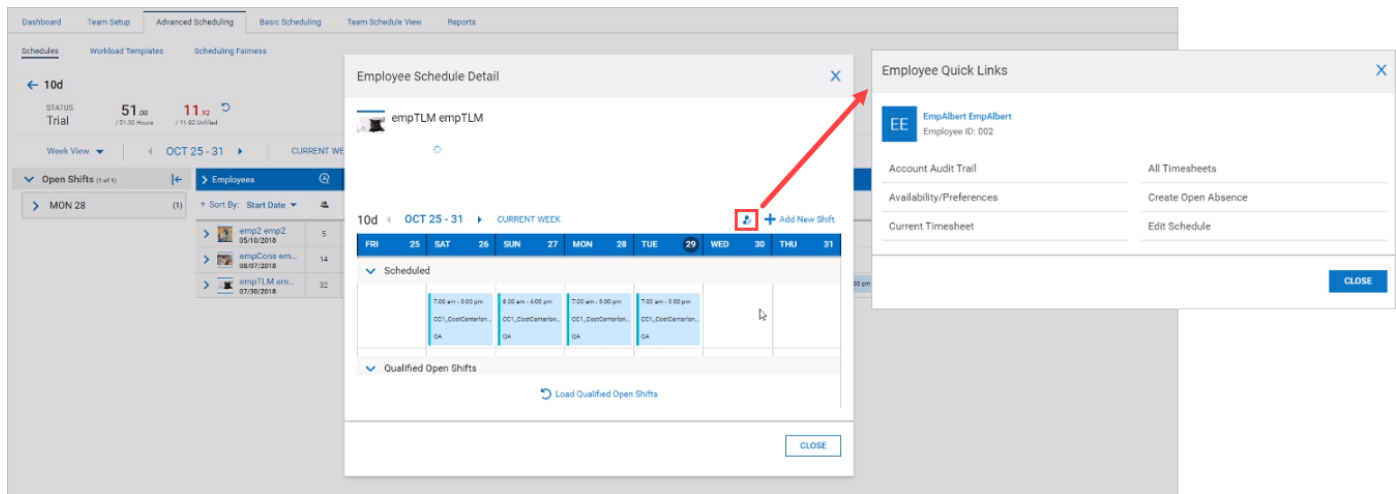 Dashboard Team Setup Advanced Scheduling Basic Scheduling Team Schedule View Reports
Schedules Workload Templates Scheduling Fairness
10d
STATUS
Trial
51.00
/ 51.00 Hours
11.92
/ 11.92 Unfilled
Week View OCT 25 - 31 CURRENT WE
Open Shifts (1 of 1)
MON 28 (1)
Employees
Sort By: Start Date
emp2 emp2 5
05/10/2018
empCons em... 14
08/07/2018
empTLM em... 32
07/30/2018
00 pm
Employee Schedule Detail X
empTLM empTLM
10d OCT 25 - 31 CURRENT WEEK Add New Shift
FRI 25 SAT 26 SUN 27 MON 28 TUE 29 WED 30 THU 31
Scheduled
7:00 am - 3:00 pm 8:00 am - 4:00 pm 7:00 am - 3:00 pm 7:00 am - 3:00 pm
CC1_CostCenterlon... CC1_CostCenterlon... CC1_CostCenterlon... CC1_CostCenterlon...
QA QA QA QA
Qualified Open Shifts
Load Qualified Open Shifts
CLOSE
Employee Quick Links X
EE
EmpAlbert EmpAlbert
Employee ID: 002
Account Audit Trail All Timesheets
Availability/Preferences Create Open Absence
Current Timesheet Edit Schedule
CLOSE